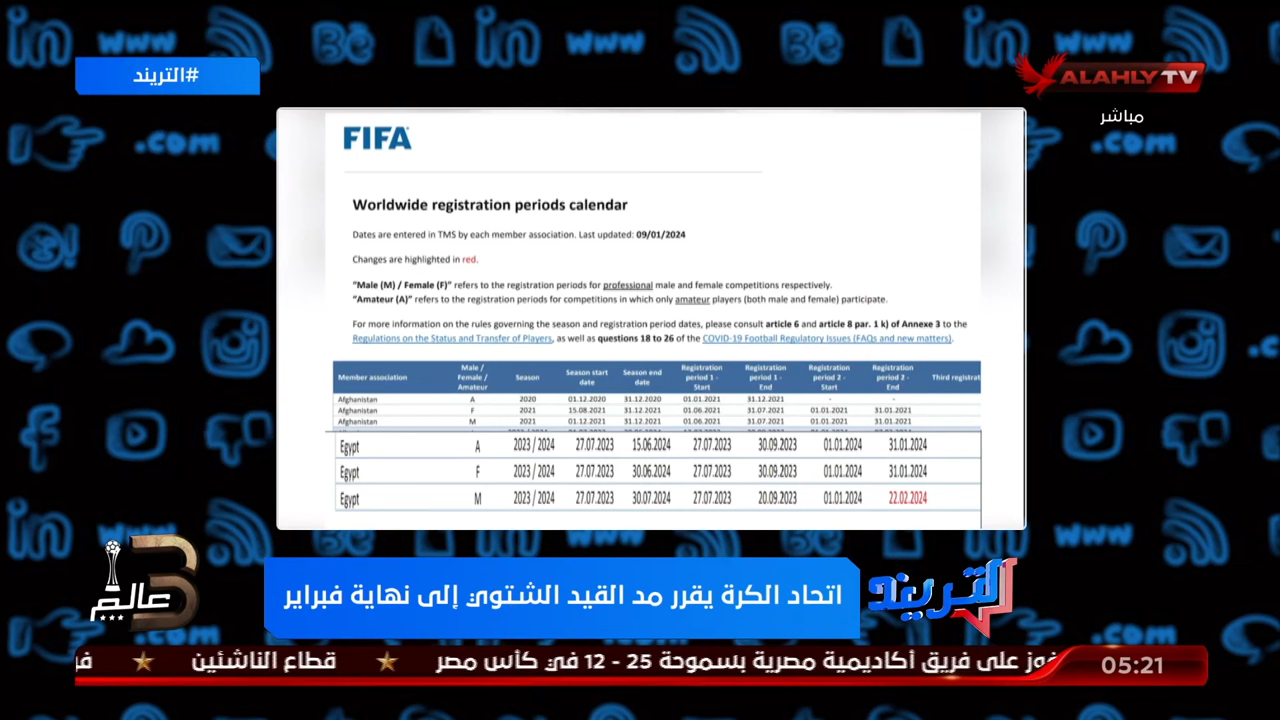 #التريند
ALAHLY TV
مباشر
FIFA
Worldwide registration periods calendar
Dates are entered in TMS by each member association. Last updated: 09/01/2024
Changes are highlighted in red.
“Male (M) / Female (F)” refers to the registration periods for professional male and female competitions respectively.
“Amateur (A)” refers to the registration periods for competitions in which only amateur players (both male and female) participate.
For more information on the rules governing the season and registration period dates, please consult article 6 and article 8 par. 1 k) of Annexe 3 to the
Regulations on the Status and Transfer of Players, as well as questions 18 to 26 of the COVID-19 Football Regulatory Issues (FAQs and new matters).
Member association Male / Female / Amateur Season Season start date Season end date Registration period 1 - Start Registration period 1 - End Registration period 2 - Start Registration period 2 - End Third registrat
Afghanistan A 2020 01.12.2020 31.12.2020 01.01.2021 31.12.2021 - -
Afghanistan F 2021 15.08.2021 31.12.2021 01.06.2021 31.07.2021 01.01.2021 31.01.2021
Afghanistan M 2021 01.12.2021 31.12.2021 01.06.2021 31.07.2021 01.01.2021 31.01.2021
Egypt A 2023 / 2024 27.07.2023 15.06.2024 27.07.2023 30.09.2023 01.01.2024 31.01.2024
Egypt F 2023 / 2024 27.07.2023 30.06.2024 27.07.2023 30.09.2023 01.01.2024 31.01.2024
Egypt M 2023 / 2024 27.07.2023 30.07.2024 27.07.2023 20.09.2023 01.01.2024 22.02.2024
التريند
اتحاد الكرة يقرر مد القيد الشتوي إلى نهاية فبراير
عالم 3
05:21
فوز على فريق أكاديمية مصرية بسموحة 25 - 12 في كأس مصر ★ قطاع الناشئين ★